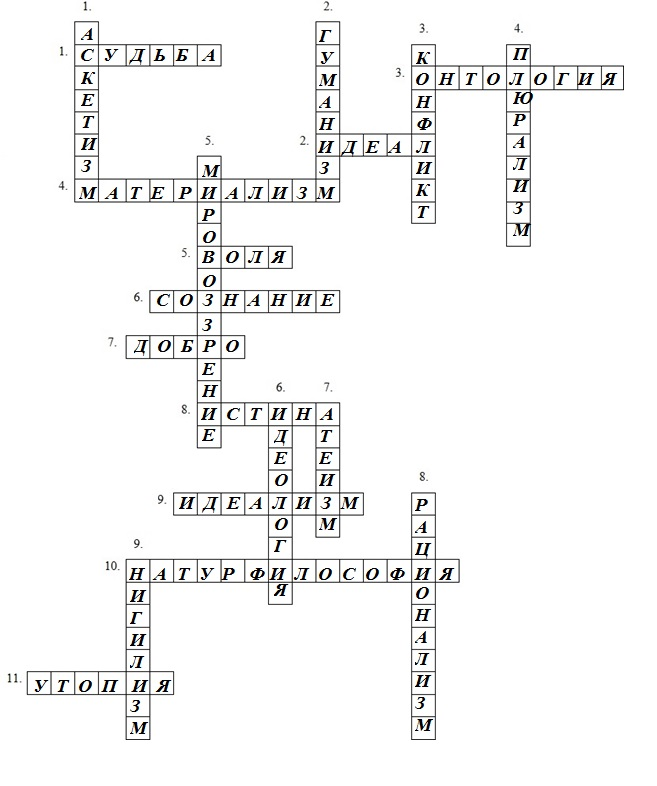 1. АСКЕТИЗМ
2. ГУМАНИЗМ
3. КОНФЛИКТ
4. ПЛЮРАЛИЗМ
1. СУДЬБА
3. ОНТОЛОГИЯ
2. ИДЕАЛ
5. МИРОВОЗЗРЕНИЕ
4. МАТЕРИАЛИЗМ
5. ВОЛЯ
6. СОЗНАНИЕ
7. ДОБРО
6. ИДЕОЛОГИЯ
7. АТЕИЗМ
8. ИСТИНА
8. РАЦИОНАЛИЗМ
9. ИДЕАЛИЗМ
9. НИГИЛИЗМ
10. НАТУРФИЛОСОФИЯ
11. УТОПИЯ